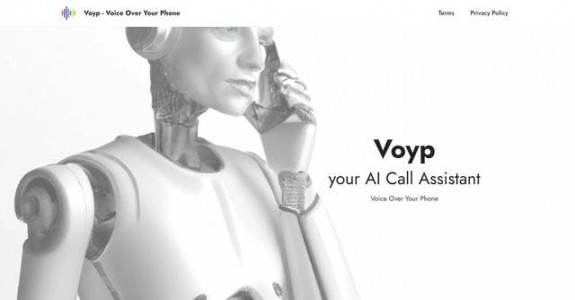 Voyp - Voice Over Your Phone
Terms
Privacy Policy
Voyp
your AI Call Assistant
Voice Over Your Phone